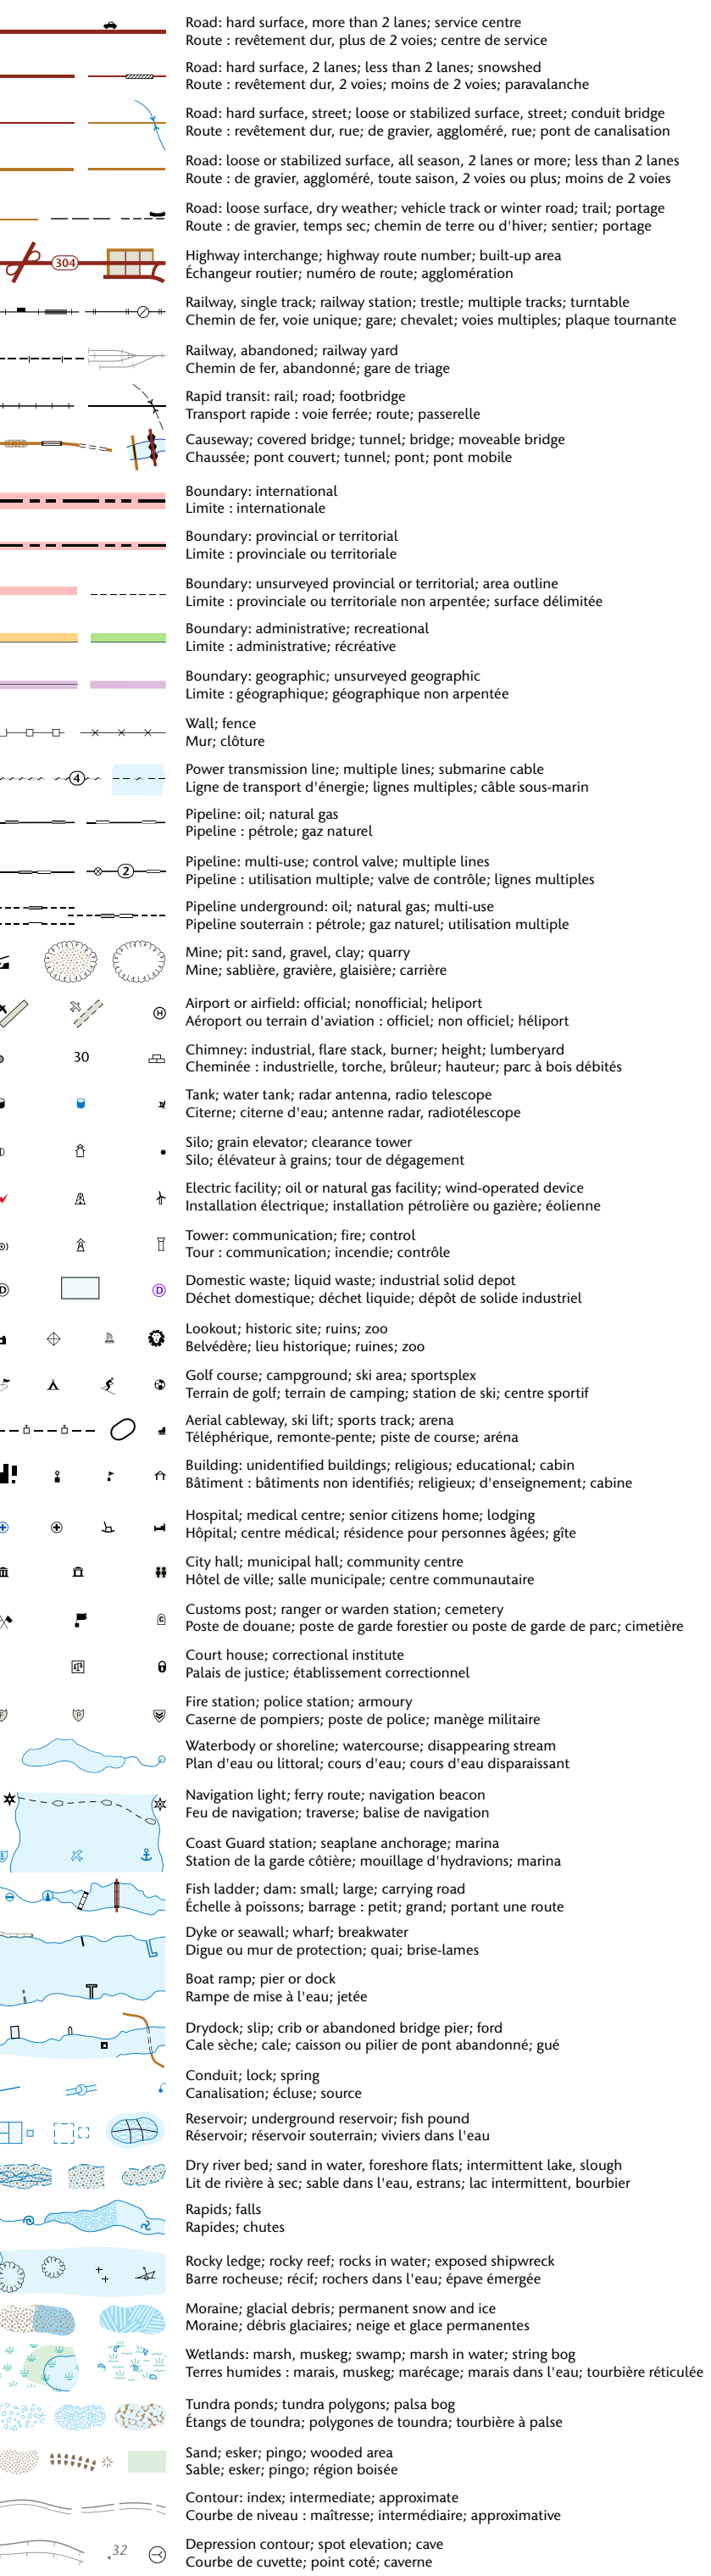 Road: hard surface, more than 2 lanes; service centre
Route : revêtement dur, plus de 2 voies; centre de service
Road: hard surface, 2 lanes; less than 2 lanes; snowshed
Route : revêtement dur, 2 voies; moins de 2 voies; paravalanche
Road: hard surface, street; loose or stabilized surface, street; conduit bridge
Route : revêtement dur, rue; de gravier, aggloméré, rue; pont de canalisation
Road: loose or stabilized surface, all season, 2 lanes or more; less than 2 lanes
Route : de gravier, aggloméré, toute saison, 2 voies ou plus; moins de 2 voies
Road: loose surface, dry weather; vehicle track or winter road; trail; portage
Route : de gravier, temps sec; chemin de terre ou d'hiver; sentier; portage
304
Highway interchange; highway route number; built-up area
Échangeur routier; numéro de route; agglomération
Railway, single track; railway station; trestle; multiple tracks; turntable
Chemin de fer, voie unique; gare; chevalet; voies multiples; plaque tournante
Railway, abandoned; railway yard
Chemin de fer, abandonné; gare de triage
Rapid transit: rail; road; footbridge
Transport rapide : voie ferrée; route; passerelle
Causeway; covered bridge; tunnel; bridge; moveable bridge
Chaussée; pont couvert; tunnel; pont; pont mobile
Boundary: international
Limite : internationale
Boundary: provincial or territorial
Limite : provinciale ou territoriale
Boundary: unsurveyed provincial or territorial; area outline
Limite : provinciale ou territoriale non arpentée; surface délimitée
Boundary: administrative; recreational
Limite : administrative; récréative
Boundary: geographic; unsurveyed geographic
Limite : géographique; géographique non arpentée
Wall; fence
Mur; clôture
4
Power transmission line; multiple lines; submarine cable
Ligne de transport d'énergie; lignes multiples; câble sous-marin
Pipeline: oil; natural gas
Pipeline : pétrole; gaz naturel
2
Pipeline: multi-use; control valve; multiple lines
Pipeline : utilisation multiple; valve de contrôle; lignes multiples
Pipeline underground: oil; natural gas; multi-use
Pipeline souterrain : pétrole; gaz naturel; utilisation multiple
Mine; pit: sand, gravel, clay; quarry
Mine; sablière, gravière, glaisière; carrière
H
Airport or airfield: official; nonofficial; heliport
Aéroport ou terrain d'aviation : officiel; non officiel; héliport
30
Chimney: industrial, flare stack, burner; height; lumberyard
Cheminée : industrielle, torche, brûleur; hauteur; parc à bois débités
Tank; water tank; radar antenna, radio telescope
Citerne; citerne d'eau; antenne radar, radiotélescope
Silo; grain elevator; clearance tower
Silo; élévateur à grains; tour de dégagement
Electric facility; oil or natural gas facility; wind-operated device
Installation électrique; installation pétrolière ou gazière; éolienne
Tower: communication; fire; control
Tour : communication; incendie; contrôle
D D
Domestic waste; liquid waste; industrial solid depot
Déchet domestique; déchet liquide; dépôt de solide industriel
Lookout; historic site; ruins; zoo
Belvédère; lieu historique; ruines; zoo
Golf course; campground; ski area; sportsplex
Terrain de golf; terrain de camping; station de ski; centre sportif
Aerial cableway, ski lift; sports track; arena
Téléphérique, remonte-pente; piste de course; aréna
Building: unidentified buildings; religious; educational; cabin
Bâtiment : bâtiments non identifiés; religieux; d'enseignement; cabine
Hospital; medical centre; senior citizens home; lodging
Hôpital; centre médical; résidence pour personnes âgées; gîte
City hall; municipal hall; community centre
Hôtel de ville; salle municipale; centre communautaire
C
Customs post; ranger or warden station; cemetery
Poste de douane; poste de garde forestier ou poste de garde de parc; cimetière
Court house; correctional institute
Palais de justice; établissement correctionnel
F P
Fire station; police station; armoury
Caserne de pompiers; poste de police; manège militaire
Waterbody or shoreline; watercourse; disappearing stream
Plan d'eau ou littoral; cours d'eau; cours d'eau disparaissant
Navigation light; ferry route; navigation beacon
Feu de navigation; traverse; balise de navigation
Coast Guard station; seaplane anchorage; marina
Station de la garde côtière; mouillage d'hydravions; marina
Fish ladder; dam: small; large; carrying road
Échelle à poissons; barrage : petit; grand; portant une route
Dyke or seawall; wharf; breakwater
Digue ou mur de protection; quai; brise-lames
Boat ramp; pier or dock
Rampe de mise à l'eau; jetée
Drydock; slip; crib or abandoned bridge pier; ford
Cale sèche; cale; caisson ou pilier de pont abandonné; gué
Conduit; lock; spring
Canalisation; écluse; source
Reservoir; underground reservoir; fish pound
Réservoir; réservoir souterrain; viviers dans l'eau
Dry river bed; sand in water, foreshore flats; intermittent lake, slough
Lit de rivière à sec; sable dans l'eau, estrans; lac intermittent, bourbier
Rapids; falls
Rapides; chutes
Rocky ledge; rocky reef; rocks in water; exposed shipwreck
Barre rocheuse; récif; rochers dans l'eau; épave émergée
Moraine; glacial debris; permanent snow and ice
Moraine; débris glaciaires; neige et glace permanentes
Wetlands: marsh, muskeg; swamp; marsh in water; string bog
Terres humides : marais, muskeg; marécage; marais dans l'eau; tourbière réticulée
Tundra ponds; tundra polygons; palsa bog
Étangs de toundra; polygones de toundra; tourbière à palse
Sand; esker; pingo; wooded area
Sable; esker; pingo; région boisée
Contour: index; intermediate; approximate
Courbe de niveau : maîtresse; intermédiaire; approximative
.32
Depression contour; spot elevation; cave
Courbe de cuvette; point coté; caverne